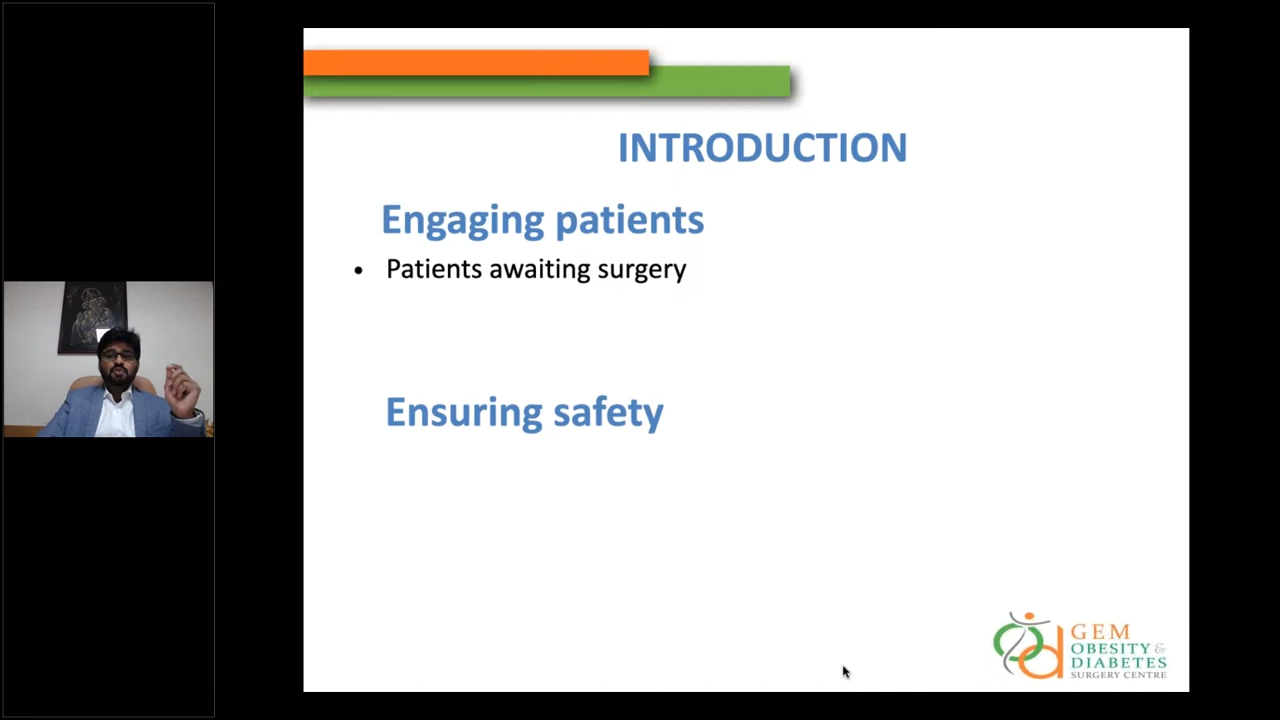 INTRODUCTION
Engaging patients
• Patients awaiting surgery
Ensuring safety
GEM
OBESITY &
DIABETES
SURGERY CENTRE